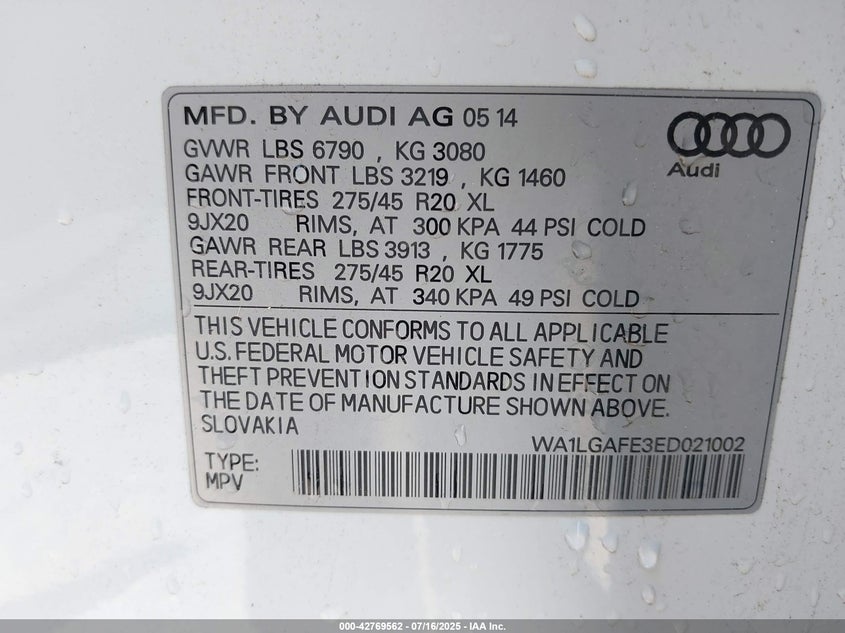 MFD. BY AUDI AG 05 14
GVWR LBS 6790 , KG 3080
GAWR FRONT LBS 3219 , KG 1460
FRONT-TIRES 275/45 R20 XL
9JX20 RIMS, AT 300 KPA 44 PSI COLD
GAWR REAR LBS 3913 , KG 1775
REAR-TIRES 275/45 R20 XL
9JX20 RIMS, AT 340 KPA 49 PSI COLD
Audi
THIS VEHICLE CONFORMS TO ALL APPLICABLE
U.S. FEDERAL MOTOR VEHICLE SAFETY AND
THEFT PREVENTION STANDARDS IN EFFECT ON
THE DATE OF MANUFACTURE SHOWN ABOVE.
SLOVAKIA
WA1LGAFE3ED021002
TYPE:
MPV
000-42769562 - 07/16/2025 - IAA Inc.